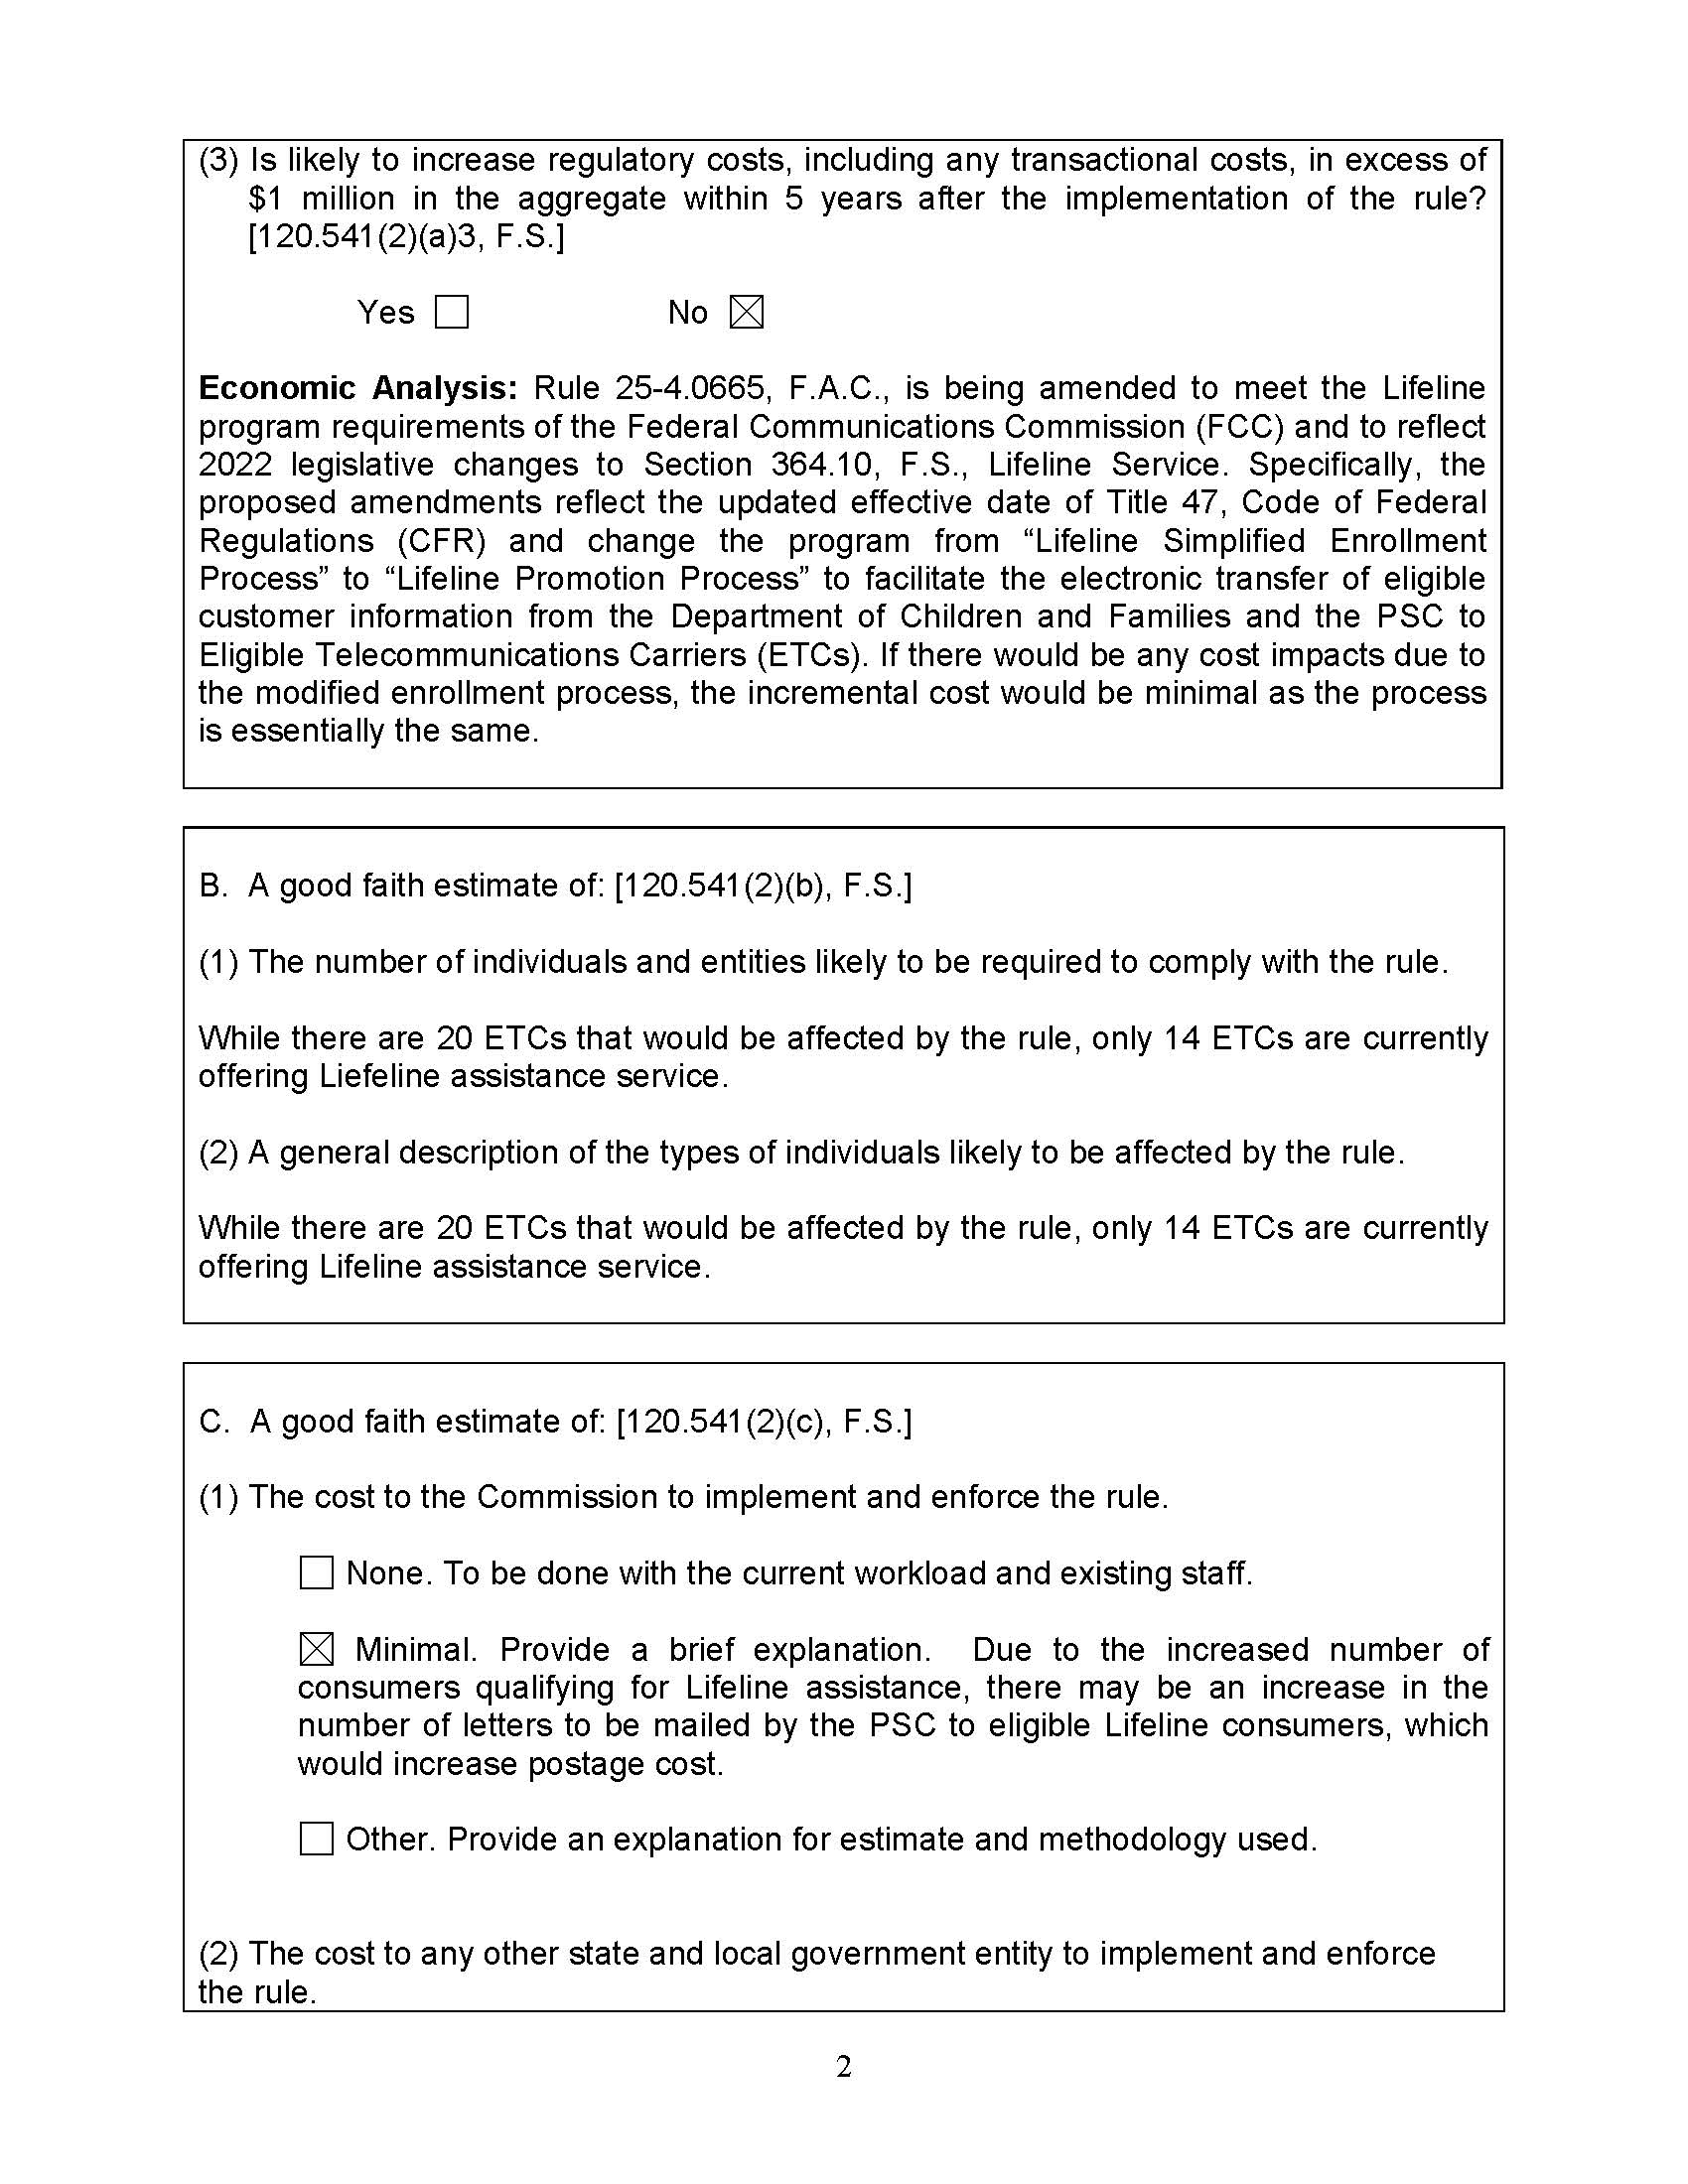 (3) Is likely to increase regulatory costs, including any transactional costs, in excess of
$1 million in the aggregate within 5 years after the implementation of the rule?
[120.541(2)(a)3, F.S.]
Yes ☐ No ☒
Economic Analysis: Rule 25-4.0665, F.A.C., is being amended to meet the Lifeline
program requirements of the Federal Communications Commission (FCC) and to reflect
2022 legislative changes to Section 364.10, F.S., Lifeline Service. Specifically, the
proposed amendments reflect the updated effective date of Title 47, Code of Federal
Regulations (CFR) and change the program from “Lifeline Simplified Enrollment
Process” to “Lifeline Promotion Process” to facilitate the electronic transfer of eligible
customer information from the Department of Children and Families and the PSC to
Eligible Telecommunications Carriers (ETCs). If there would be any cost impacts due to
the modified enrollment process, the incremental cost would be minimal as the process
is essentially the same.
B. A good faith estimate of: [120.541(2)(b), F.S.]
(1) The number of individuals and entities likely to be required to comply with the rule.
While there are 20 ETCs that would be affected by the rule, only 14 ETCs are currently
offering Liefeline assistance service.
(2) A general description of the types of individuals likely to be affected by the rule.
While there are 20 ETCs that would be affected by the rule, only 14 ETCs are currently
offering Lifeline assistance service.
C. A good faith estimate of: [120.541(2)(c), F.S.]
(1) The cost to the Commission to implement and enforce the rule.
☐ None. To be done with the current workload and existing staff.
☒ Minimal. Provide a brief explanation. Due to the increased number of
consumers qualifying for Lifeline assistance, there may be an increase in the
number of letters to be mailed by the PSC to eligible Lifeline consumers, which
would increase postage cost.
☐ Other. Provide an explanation for estimate and methodology used.
(2) The cost to any other state and local government entity to implement and enforce
the rule.
2